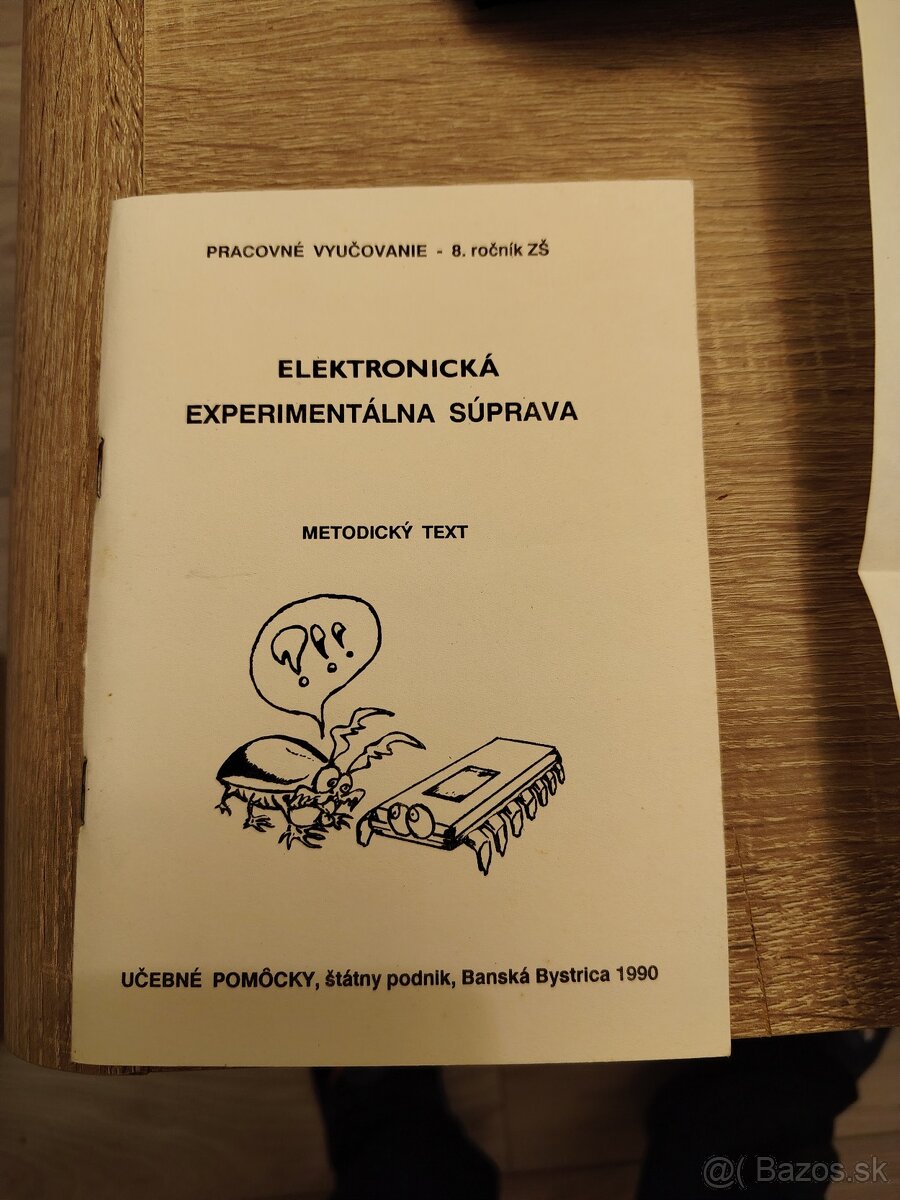 PRACOVNÉ VYUČOVANIE - 8. ročník ZŠ
ELEKTRONICKÁ
EXPERIMENTÁLNA SÚPRAVA
METODICKÝ TEXT
?!!
UČEBNÉ POMÔCKY, štátny podnik, Banská Bystrica 1990
@( Bazos.sk